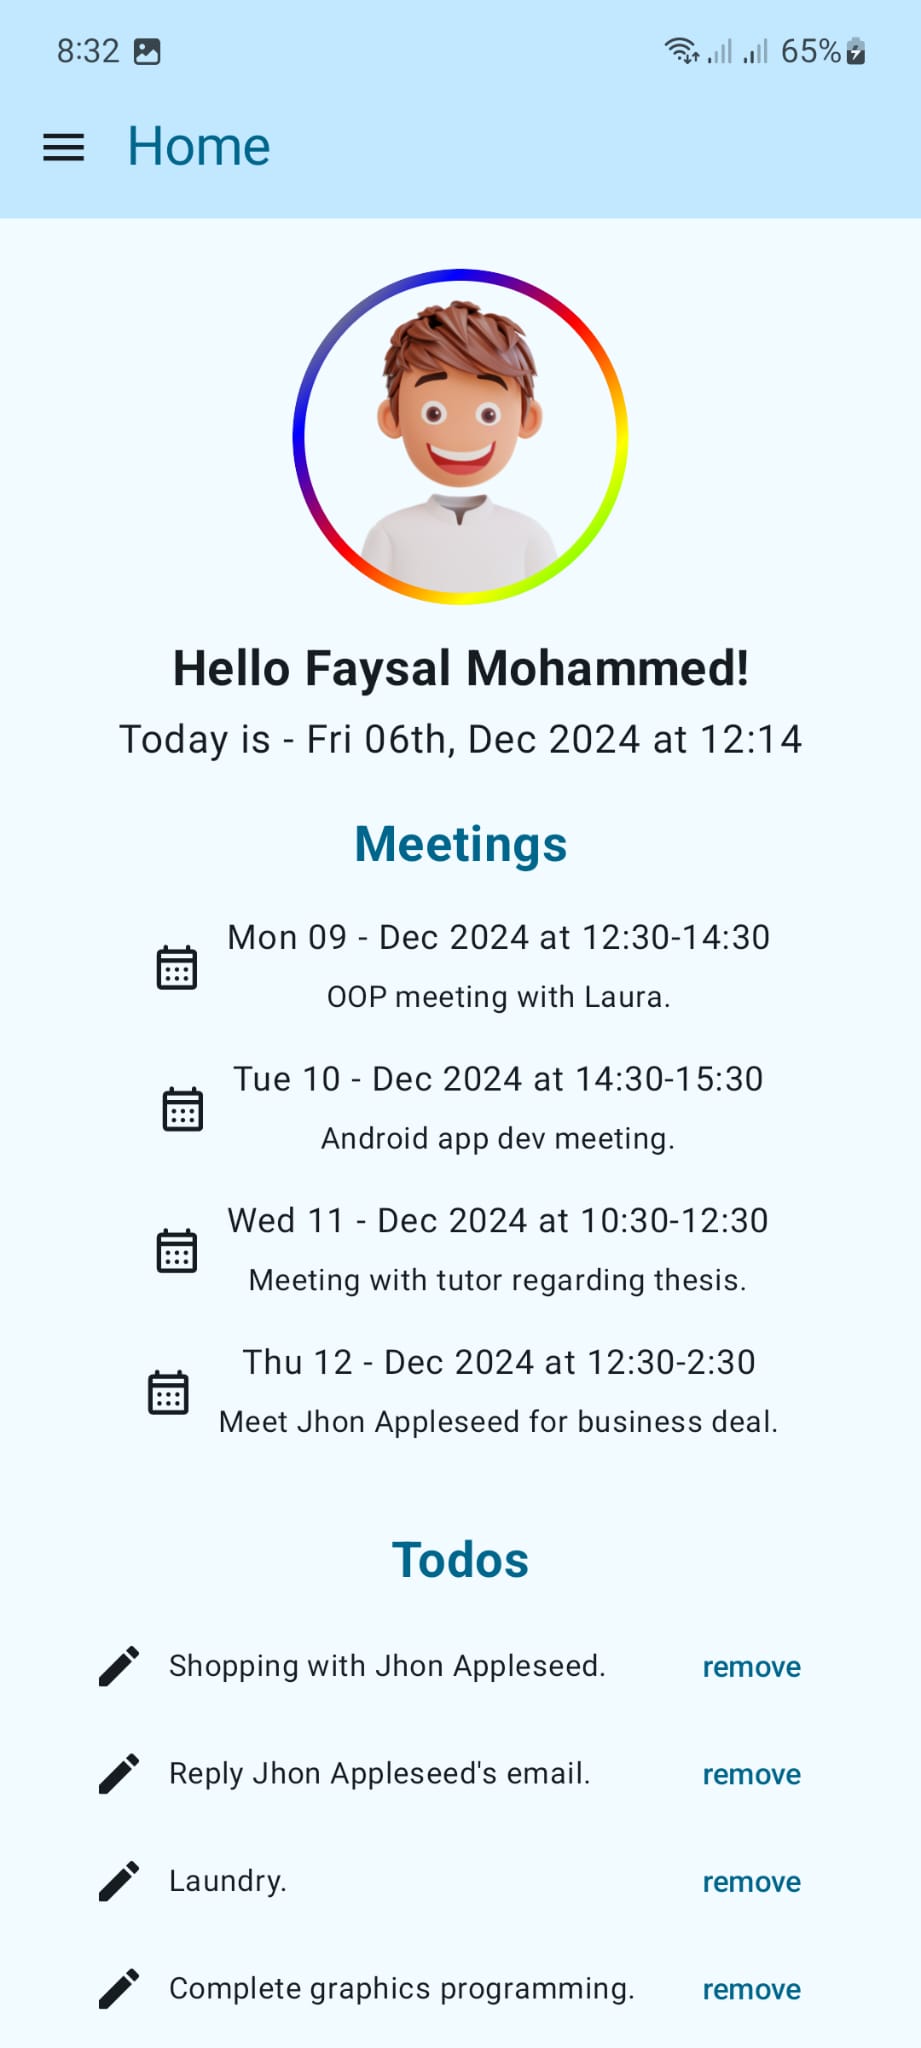 8:32
65%
Home
Hello Faysal Mohammed!
Today is - Fri 06th, Dec 2024 at 12:14
Meetings
Mon 09 - Dec 2024 at 12:30-14:30
OOP meeting with Laura.
Tue 10 - Dec 2024 at 14:30-15:30
Android app dev meeting.
Wed 11 - Dec 2024 at 10:30-12:30
Meeting with tutor regarding thesis.
Thu 12 - Dec 2024 at 12:30-2:30
Meet Jhon Appleseed for business deal.
Todos
Shopping with Jhon Appleseed. remove
Reply Jhon Appleseed's email. remove
Laundry. remove
Complete graphics programming. remove